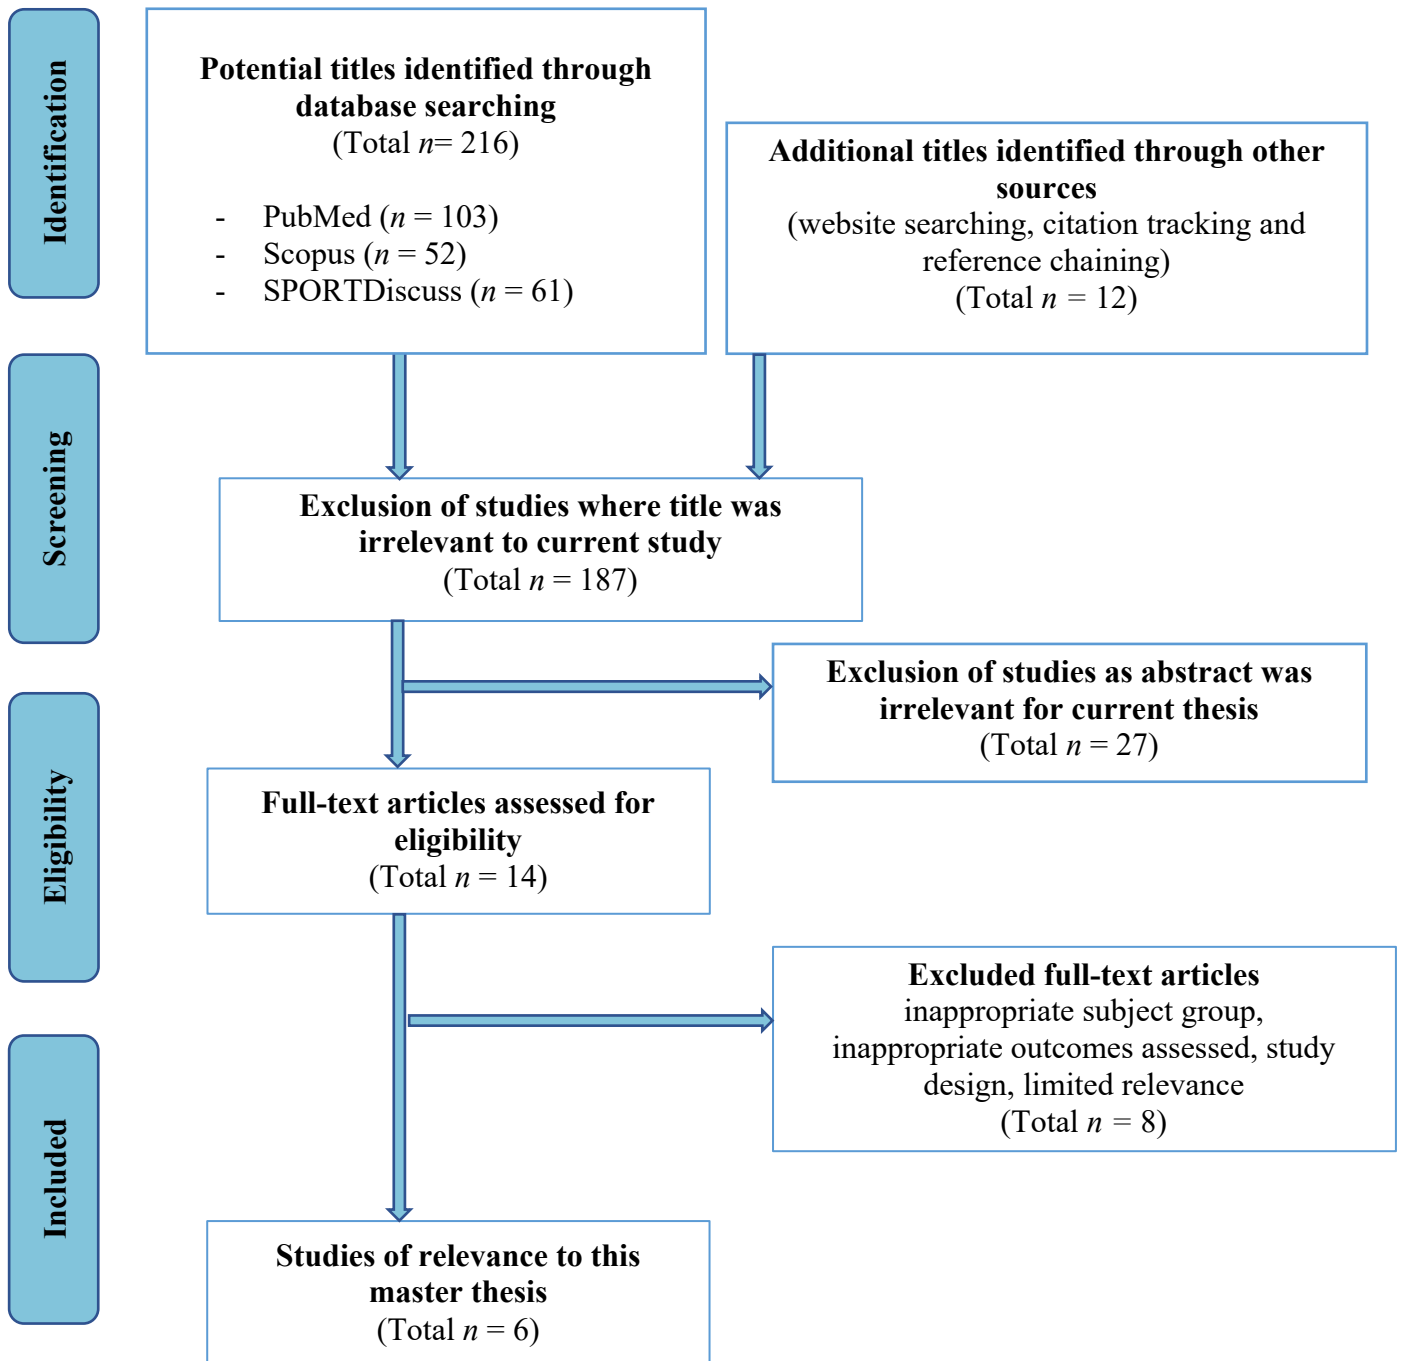 Identification
Potential titles identified through
database searching
(Total n= 216)
- PubMed (n = 103)
- Scopus (n = 52)
- SPORTDiscuss (n = 61)
Additional titles identified through other
sources
(website searching, citation tracking and
reference chaining)
(Total n = 12)
Screening
Exclusion of studies where title was
irrelevant to current study
(Total n = 187)
Exclusion of studies as abstract was
irrelevant for current thesis
(Total n = 27)
Eligibility
Full-text articles assessed for
eligibility
(Total n = 14)
Excluded full-text articles
inappropriate subject group,
inappropriate outcomes assessed, study
design, limited relevance
(Total n = 8)
Included
Studies of relevance to this
master thesis
(Total n = 6)